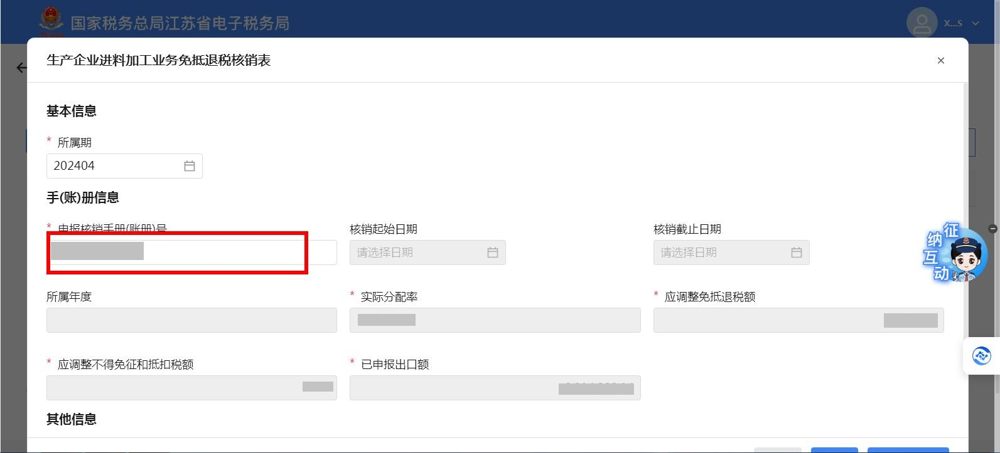 国家税务总局江苏省电子税务局
X...S
生产企业进料加工业务免抵退税核销表
×
基本信息
* 所属期
202404
手(账)册信息
* 申报核销手册(账册)号
核销起始日期
核销截止日期
请选择日期
请选择日期
征
纳
互
动
所属年度
* 实际分配率
* 应调整免抵退税额
* 应调整不得免征和抵扣税额
* 已申报出口额
其他信息